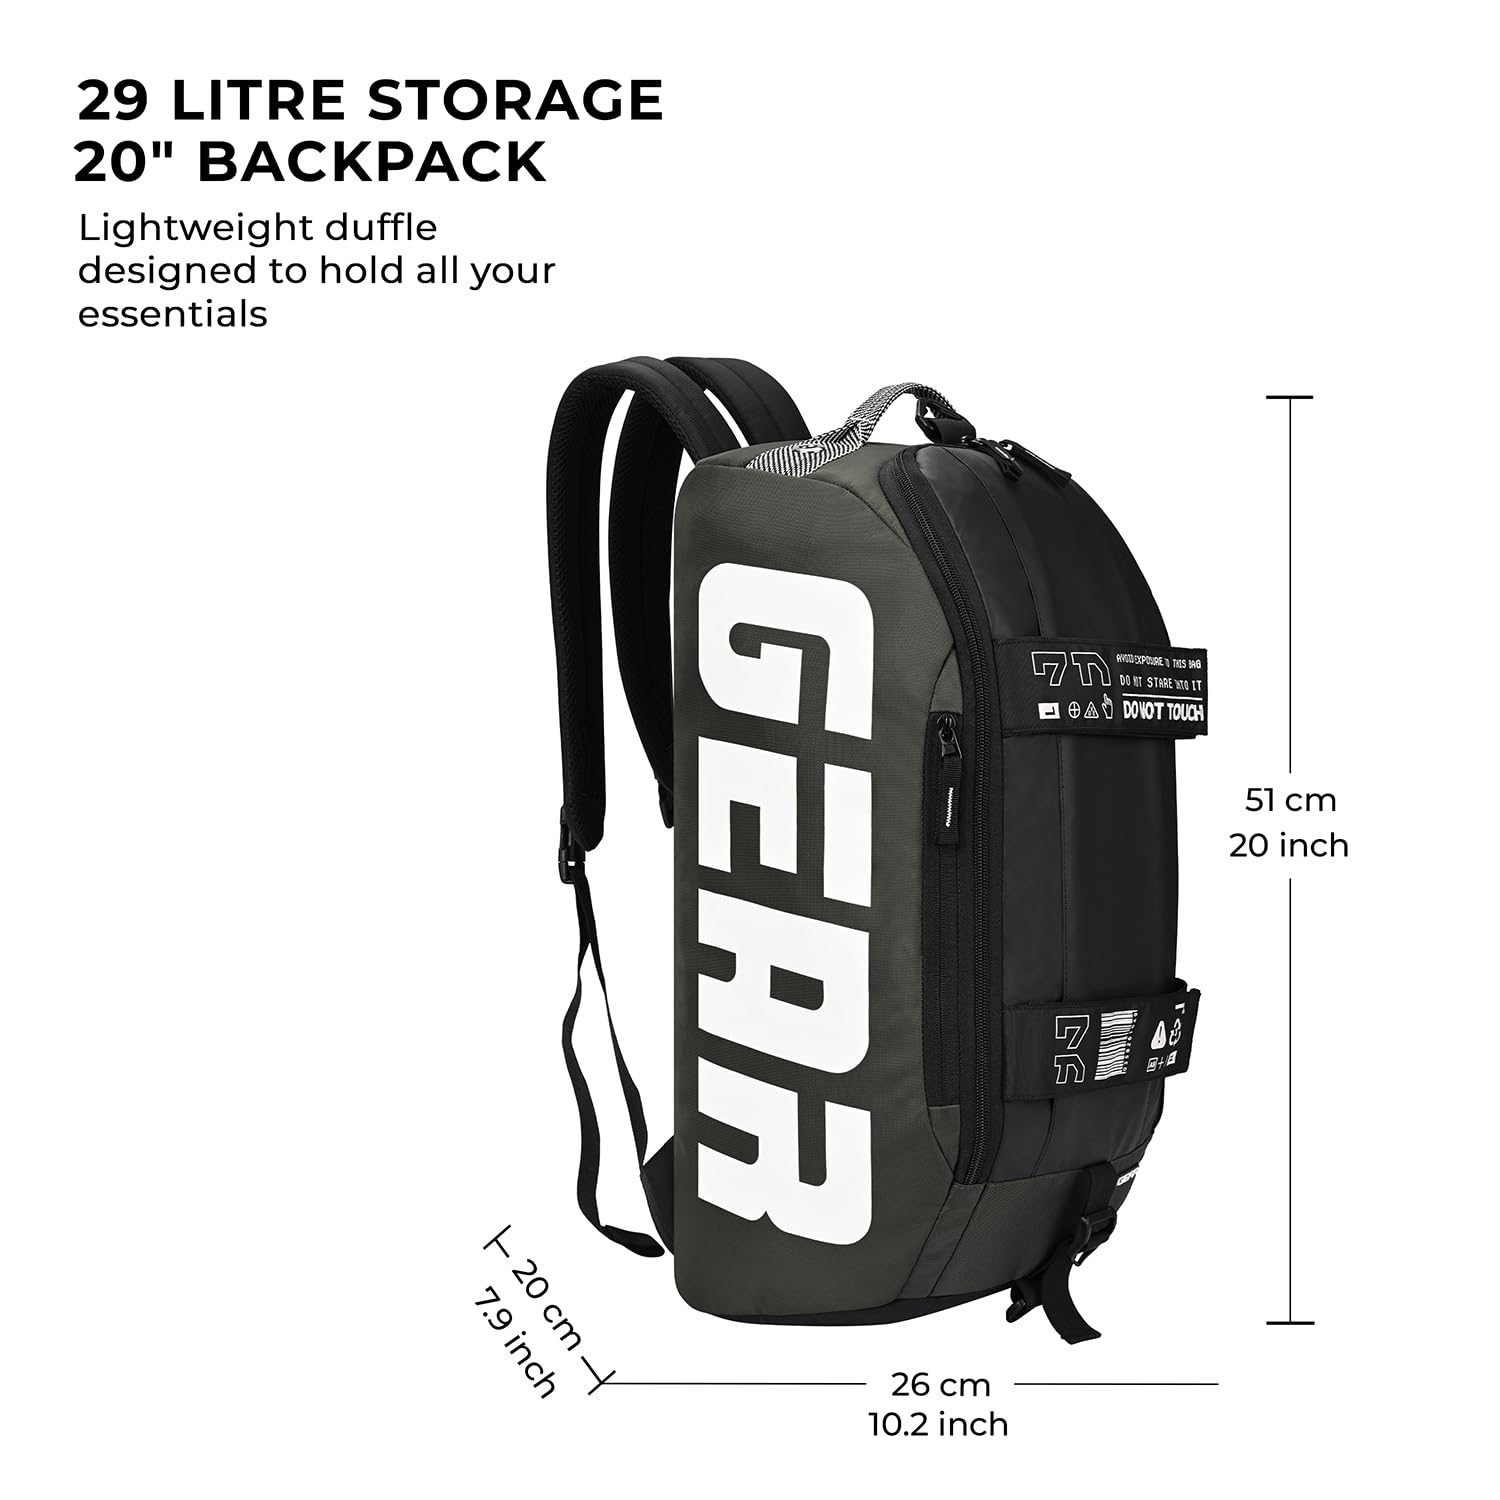 29 LITRE STORAGE
20" BACKPACK
Lightweight duffle
designed to hold all your
essentials
GEAR
AVOID EXPOSURE TO THIS BAG
DO NOT STARE INTO IT
DO NOT TOUCH
51 cm
20 inch
20 cm
7.9 inch
26 cm
10.2 inch